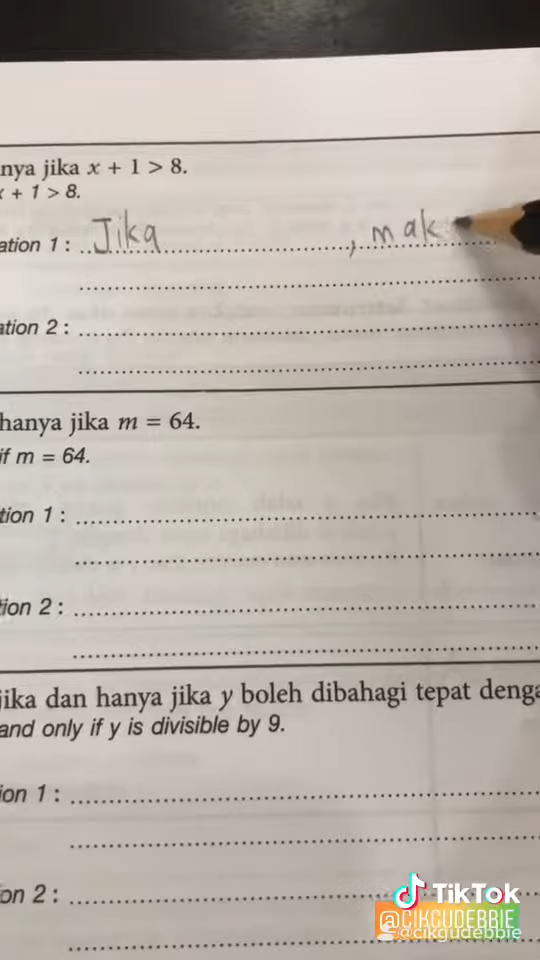 nya jika x + 1 > 8.
x + 1 > 8.
ation 1 : Jika , mak
ation 2 :
hanya jika m = 64.
if m = 64.
tion 1 :
tion 2 :
jika dan hanya jika y boleh dibahagi tepat denga
and only if y is divisible by 9.
ion 1 :
on 2 :
TikTok
@CIKGUDEBBIE
@cikgudebbie